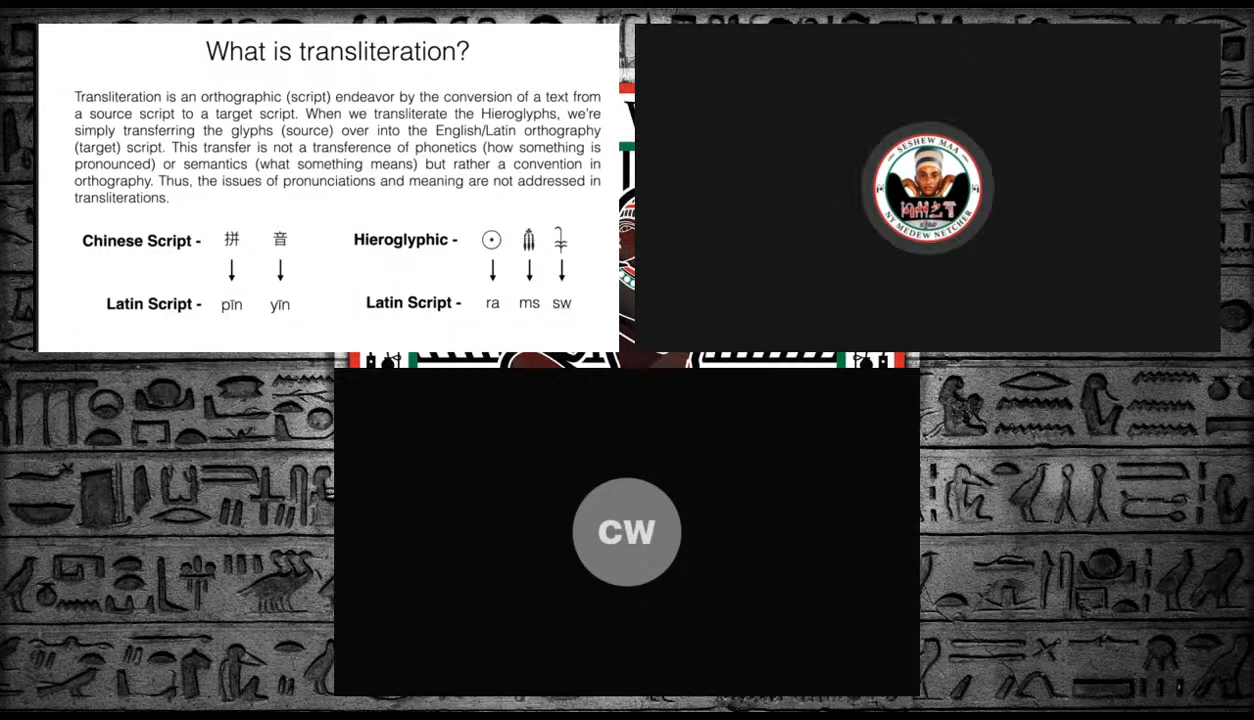 What is transliteration?
Transliteration is an orthographic (script) endeavor by the conversion of a text from
a source script to a target script. When we transliterate the Hieroglyphs, we're
simply transferring the glyphs (source) over into the English/Latin orthography
(target) script. This transfer is not a transference of phonetics (how something is
pronounced) or semantics (what something means) but rather a convention in
orthography. Thus, the issues of pronunciations and meaning are not addressed in
transliterations.
Chinese Script - 拼 音
Latin Script - pīn yīn
Hieroglyphic - 𓇳 𓄟 𓇓
Latin Script - ra ms sw
SESHEW MAA
NY MEDEW NETCHER
CW